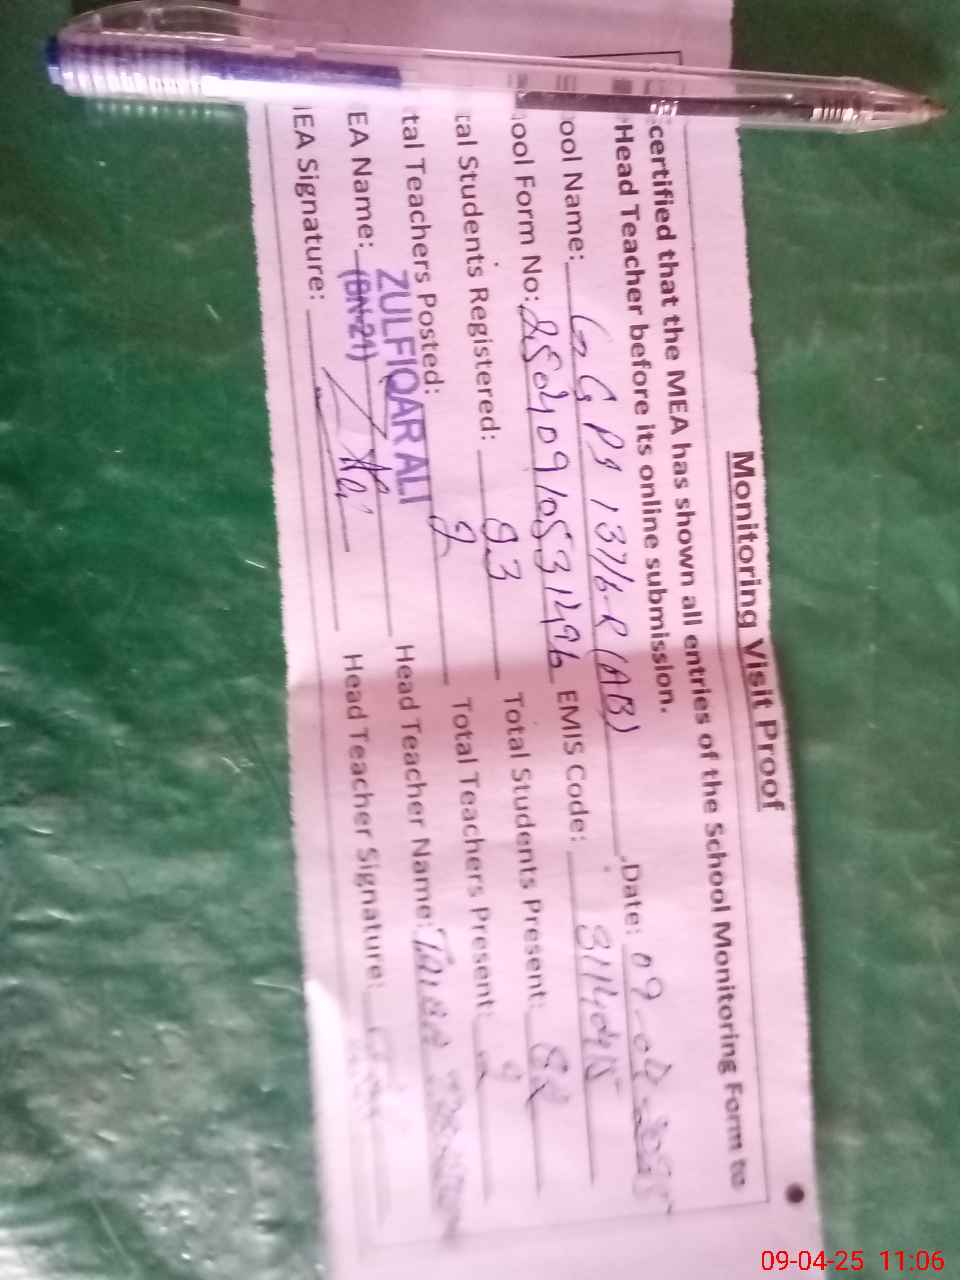 Monitoring Visit Proof
certified that the MEA has shown all entries of the School Monitoring Form to
Head Teacher before its online submission.
ool Name: GGPS 137/6-R (AB) Date: 09-04-2025
ool Form No: 25040910531496 EMIS Code:
tal Students Registered: 93 Total Students Present: 82
tal Teachers Posted: 2 Total Teachers Present: 2
EA Name: ZULFIQAR ALI (BN-21) Head Teacher Name:
IEA Signature: Head Teacher Signature:
09-04-25 11:06